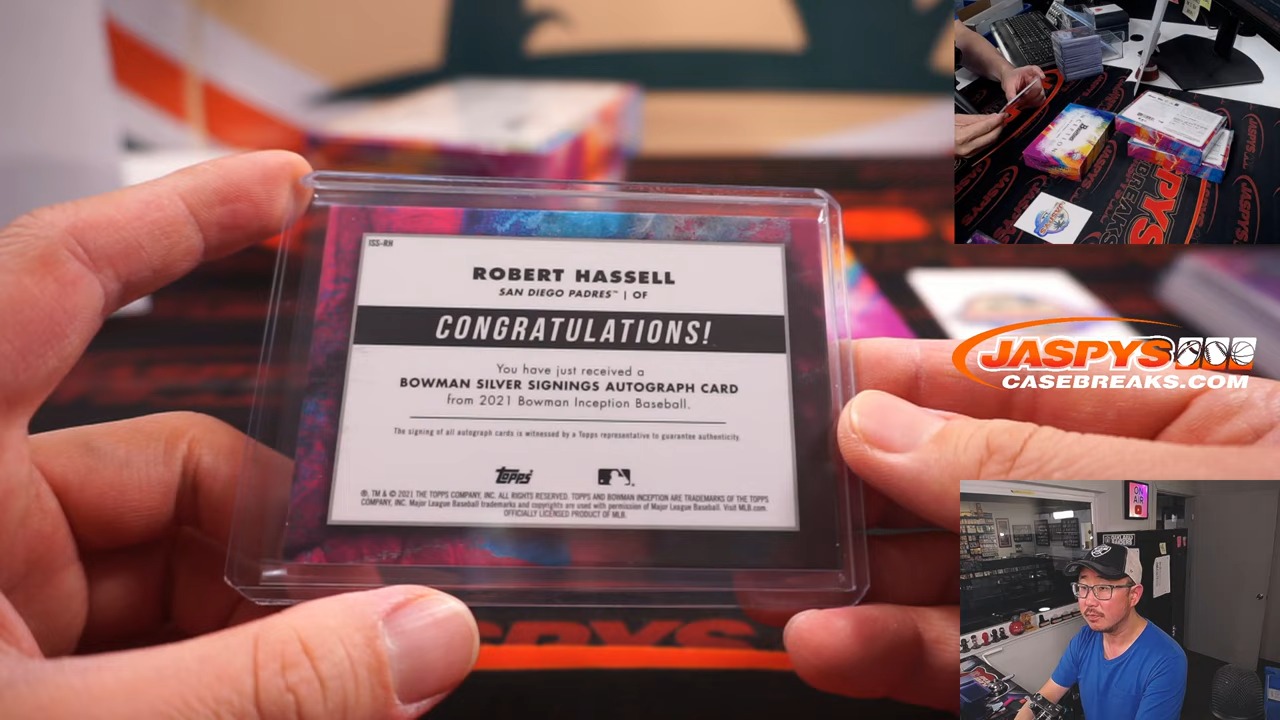 ISS-RH
ROBERT HASSELL
SAN DIEGO PADRES™ | OF
CONGRATULATIONS!
You have just received a
BOWMAN SILVER SIGNINGS AUTOGRAPH CARD
from 2021 Bowman Inception Baseball.
The signing of all autograph cards is witnessed by a Topps representative to guarantee authenticity.
Topps
®, TM & © 2021 THE TOPPS COMPANY, INC. ALL RIGHTS RESERVED. TOPPS AND BOWMAN INCEPTION ARE TRADEMARKS OF THE TOPPS
COMPANY, INC. Major League Baseball trademarks and copyrights are used with permission of Major League Baseball. Visit MLB.com.
OFFICIALLY LICENSED PRODUCT OF MLB.
JASPYS
JASPYS
CASEBREAKS.COM
ON
AIR